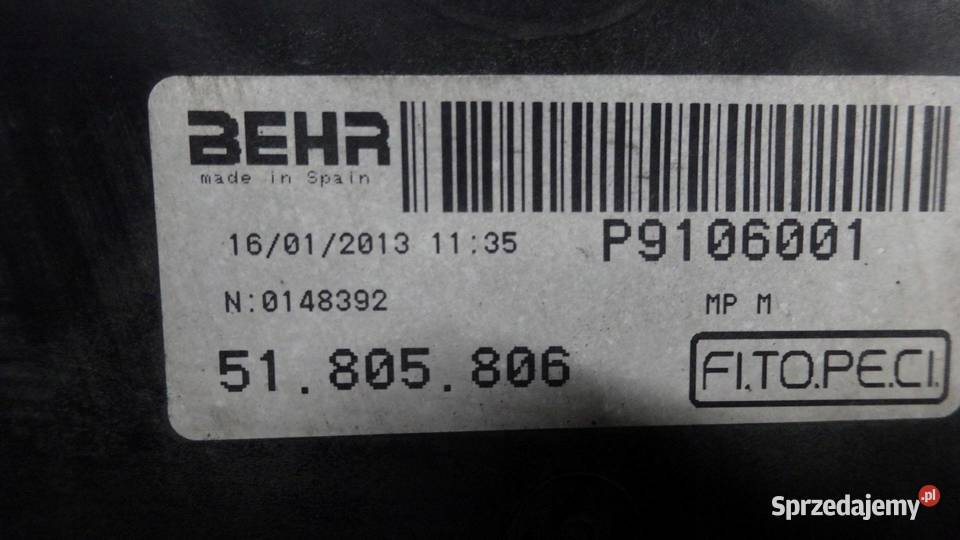 BEHR
made in Spain
16/01/2013 11:35
P9106001
N:0148392
MP M
51.805.806
FI.TO.PE.CI.
Sprzedajemy.pl